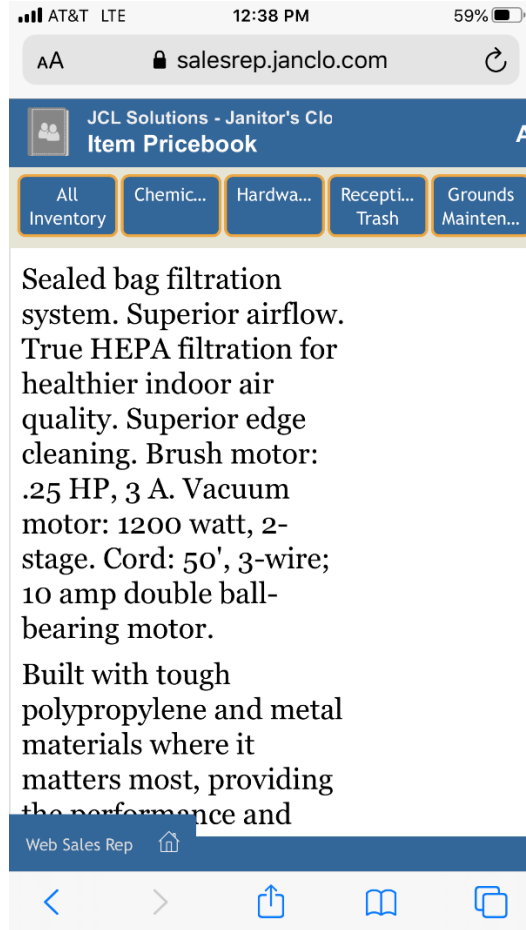 AT&T LTE 12:38 PM 59%
AA salesrep.janclo.com
JCL Solutions - Janitor's Clo
Item Pricebook
A
All Inventory
Chemic...
Hardwa...
Recepti... Trash
Grounds Mainten...
Sealed bag filtration
system. Superior airflow.
True HEPA filtration for
healthier indoor air
quality. Superior edge
cleaning. Brush motor:
.25 HP, 3 A. Vacuum
motor: 1200 watt, 2-
stage. Cord: 50', 3-wire;
10 amp double ball-
bearing motor.
Built with tough
polypropylene and metal
materials where it
matters most, providing
the performance and
Web Sales Rep